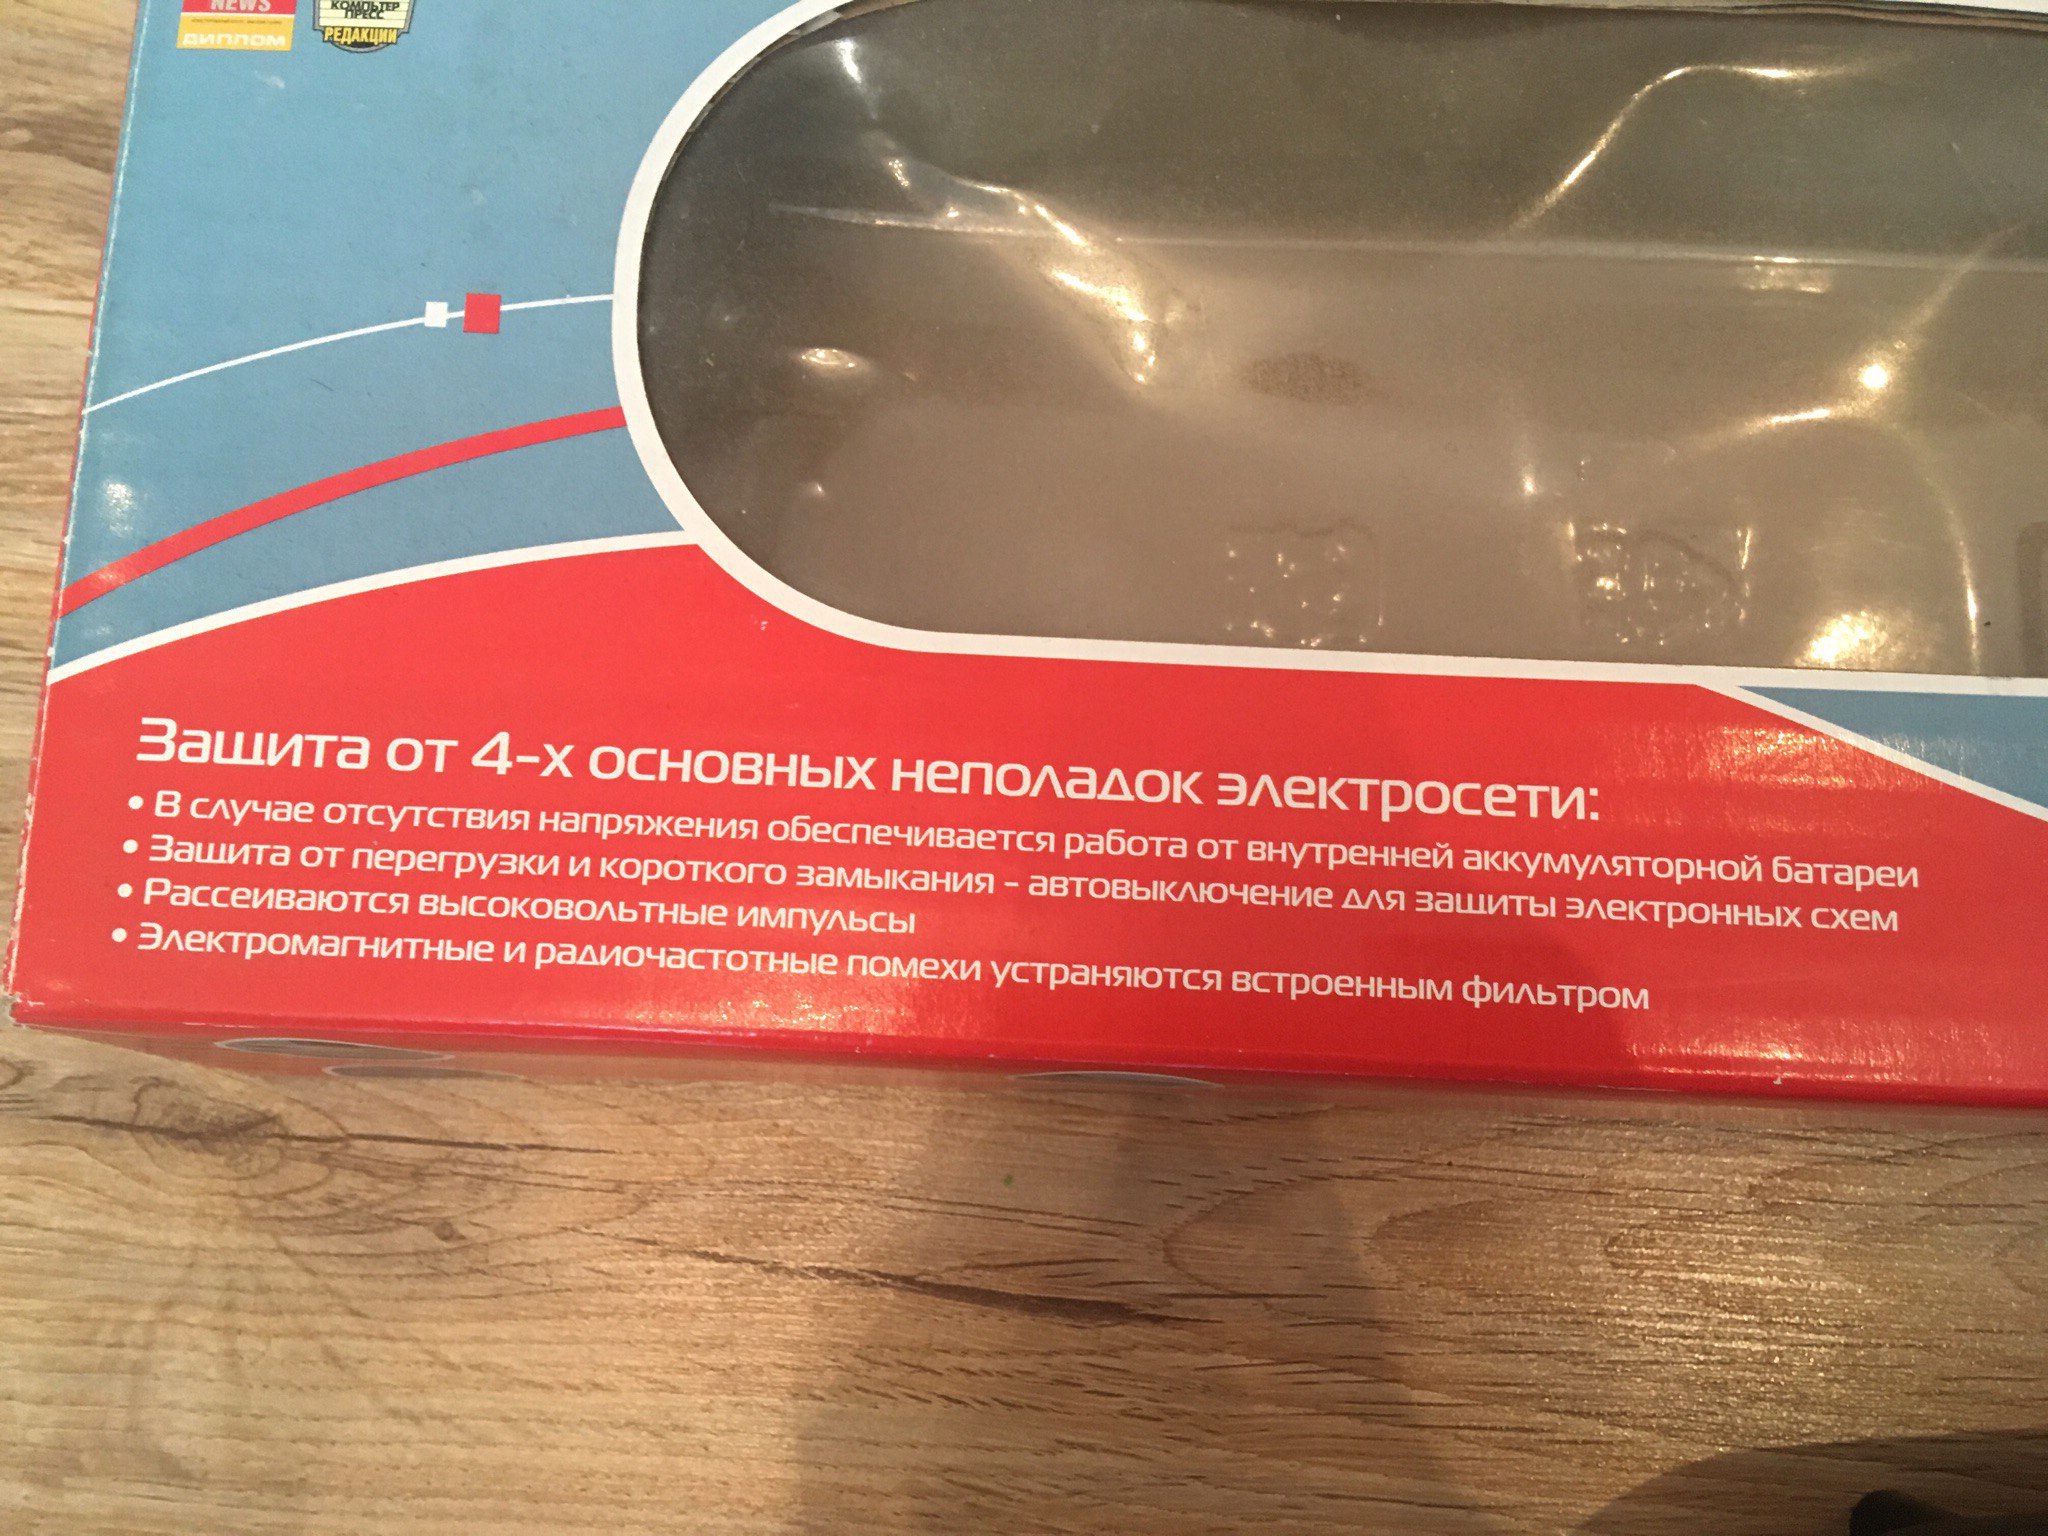 NEWS
ДИПЛОМ
КОМПЬТЕР
ПРЕСС
РЕДАКЦИИ
Защита от 4-х основных неполадок электросети:
• В случае отсутствия напряжения обеспечивается работа от внутренней аккумуляторной батареи
• Защита от перегрузки и короткого замыкания - автовыключение для защиты электронных схем
• Рассеиваются высоковольтные импульсы
• Электромагнитные и радиочастотные помехи устраняются встроенным фильтром